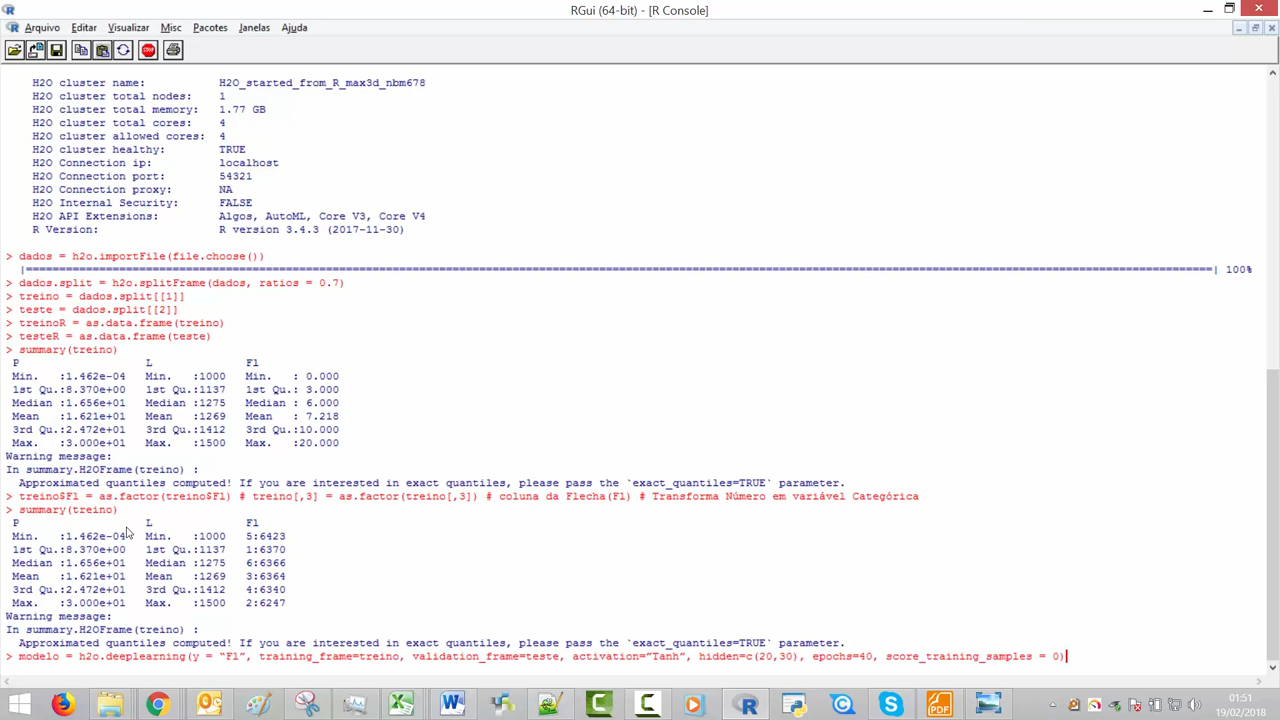 RGui (64-bit) - [R Console]
Arquivo Editar Visualizar Misc Pacotes Janelas Ajuda
H2O cluster name: H2O_started_from_R_max3d_nbm678
H2O cluster total nodes: 1
H2O cluster total memory: 1.77 GB
H2O cluster total cores: 4
H2O cluster allowed cores: 4
H2O cluster healthy: TRUE
H2O Connection ip: localhost
H2O Connection port: 54321
H2O Connection proxy: NA
H2O Internal Security: FALSE
H2O API Extensions: Algos, AutoML, Core V3, Core V4
R Version: R version 3.4.3 (2017-11-30)
> dados = h2o.importFile(file.choose())
|======================================================================| 100%
> dados.split = h2o.splitFrame(dados, ratios = 0.7)
> treino = dados.split[[1]]
> teste = dados.split[[2]]
> treinoR = as.data.frame(treino)
> testeR = as.data.frame(teste)
> summary(treino)
P L Fl
Min. :1.462e-04 Min. :1000 Min. : 0.000
1st Qu.:8.370e+00 1st Qu.:1137 1st Qu.: 3.000
Median :1.656e+01 Median :1275 Median : 6.000
Mean :1.621e+01 Mean :1269 Mean : 7.218
3rd Qu.:2.472e+01 3rd Qu.:1412 3rd Qu.:10.000
Max. :3.000e+01 Max. :1500 Max. :20.000
Warning message:
In summary.H2OFrame(treino) :
Approximated quantiles computed! If you are interested in exact quantiles, please pass the `exact_quantiles=TRUE` parameter.
> treino$Fl = as.factor(treino$Fl) # treino[,3] = as.factor(treino[,3]) # coluna da Flecha(Fl) # Transforma Número em variável Categórica
> summary(treino)
P L Fl
Min. :1.462e-04 Min. :1000 5:6423
1st Qu.:8.370e+00 1st Qu.:1137 1:6370
Median :1.656e+01 Median :1275 6:6366
Mean :1.621e+01 Mean :1269 3:6364
3rd Qu.:2.472e+01 3rd Qu.:1412 4:6340
Max. :3.000e+01 Max. :1500 2:6247
Warning message:
In summary.H2OFrame(treino) :
Approximated quantiles computed! If you are interested in exact quantiles, please pass the `exact_quantiles=TRUE` parameter.
> modelo = h2o.deeplearning(y = “Fl”, training_frame=treino, validation_frame=teste, activation=”Tanh”, hidden=c(20,30), epochs=40, score_training_samples = 0)
01:51
19/02/2018